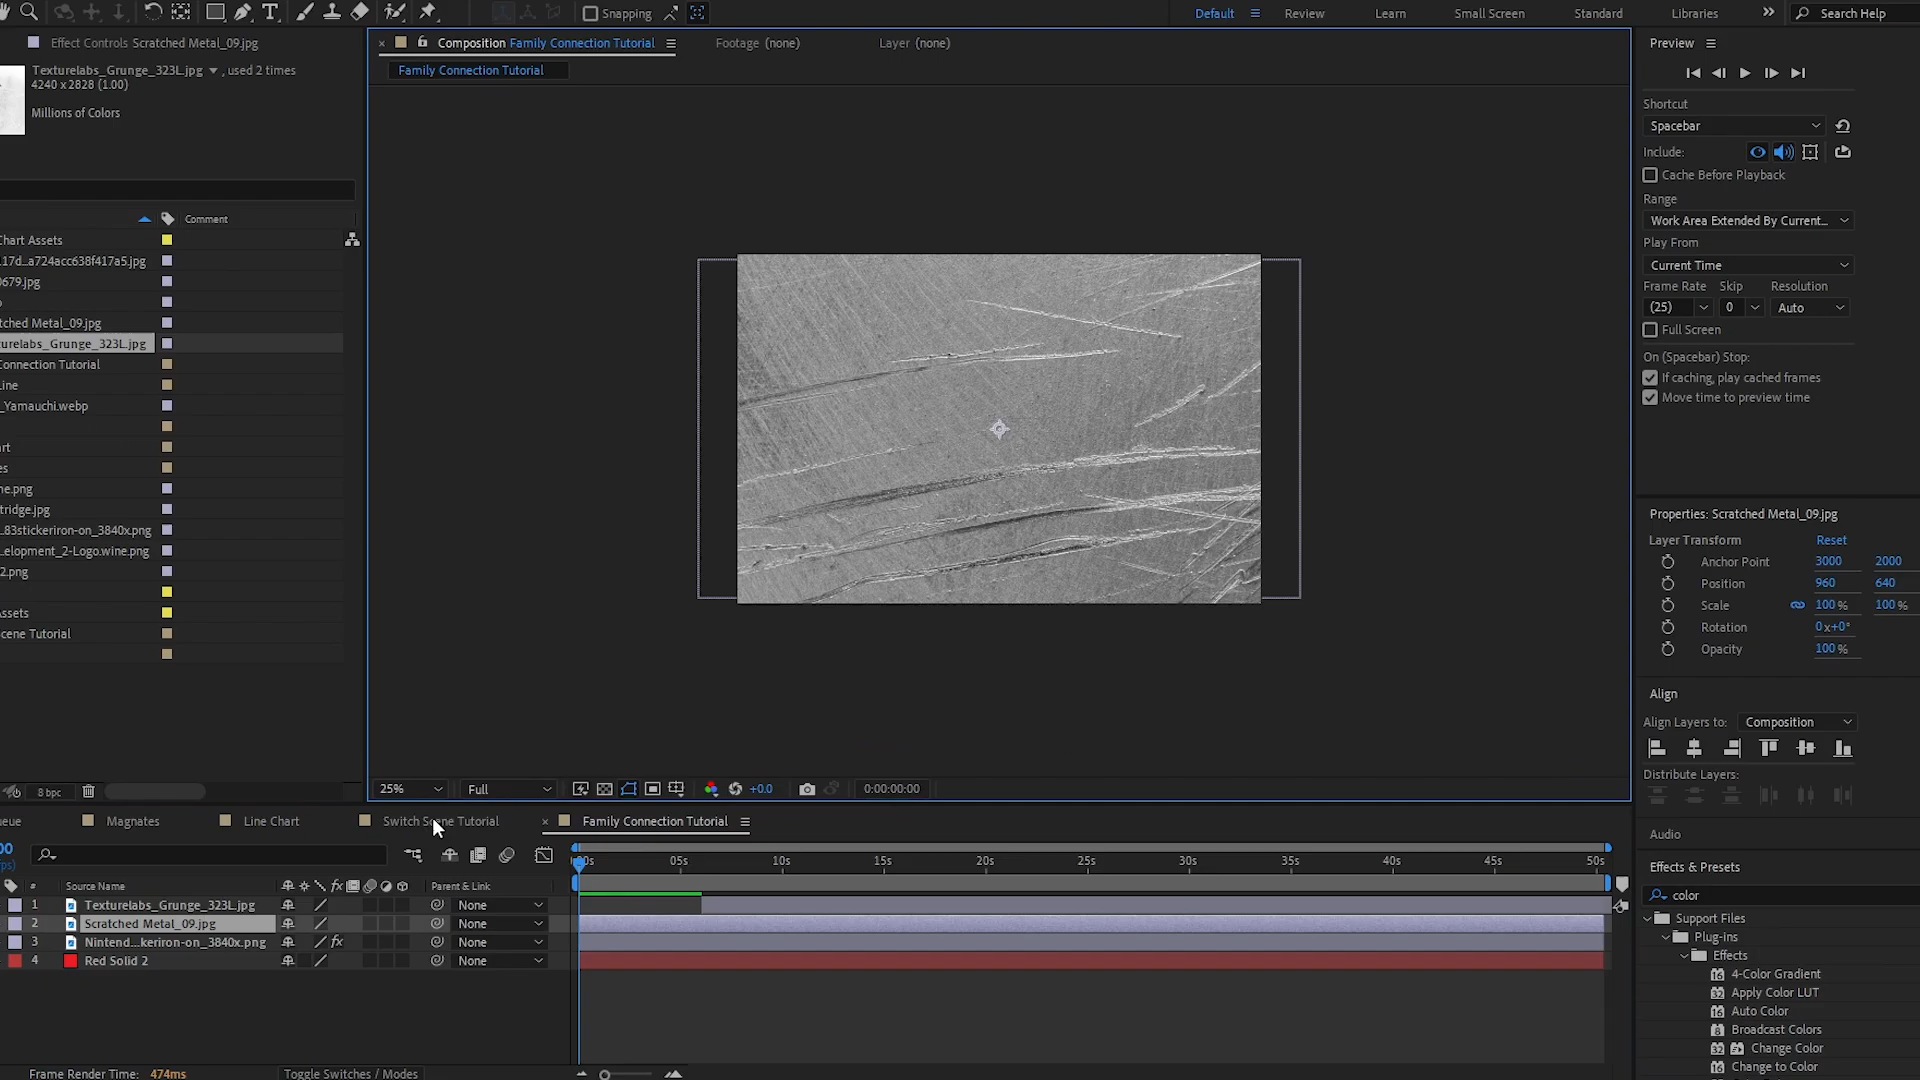 Snapping
Default
Review
Learn
Small Screen
Standard
Libraries
Search Help
Effect Controls Scratched Metal_09.jpg
Texturelabs_Grunge_323L.jpg , used 2 times
4240 x 2828 (1.00)
Millions of Colors
Comment
Chart Assets
17d_a724acc638f417a5.jpg
0679.jpg
tched Metal_09.jpg
urelabs_Grunge_323L.jpg
Connection Tutorial
Line
_Yamauchi.webp
art
es
ne.png
rtridge.jpg
..83stickeriron-on_3840x.png
..elopment_2-Logo.wine.png
2.png
Assets
Scene Tutorial
8 bpc
Composition Family Connection Tutorial
Footage (none)
Layer (none)
Family Connection Tutorial
25%
Full
+0.0
0:00:00:00
Preview
Shortcut
Spacebar
Include:
Cache Before Playback
Range
Work Area Extended By Current...
Play From
Current Time
Frame Rate Skip Resolution
(25) 0 Auto
Full Screen
On (Spacebar) Stop:
If caching, play cached frames
Move time to preview time
Properties: Scratched Metal_09.jpg
Layer Transform Reset
Anchor Point 3000 2000
Position 960 640
Scale 100 % 100 %
Rotation 0x+0°
Opacity 100 %
Align
Align Layers to: Composition
Distribute Layers:
Audio
Effects & Presets
color
Support Files
Plug-ins
Effects
4-Color Gradient
Apply Color LUT
Auto Color
Broadcast Colors
Change Color
Change to Color
eue
Magnates
Line Chart
Switch Scene Tutorial
Family Connection Tutorial
00
fps)
:00s 05s 10s 15s 20s 25s 30s 35s 40s 45s 50s
# Source Name fx Parent & Link
1 Texturelabs_Grunge_323L.jpg None
2 Scratched Metal_09.jpg None
3 Nintend...keriron-on_3840x.png fx None
4 Red Solid 2 None
Frame Render Time: 474ms
Toggle Switches / Modes